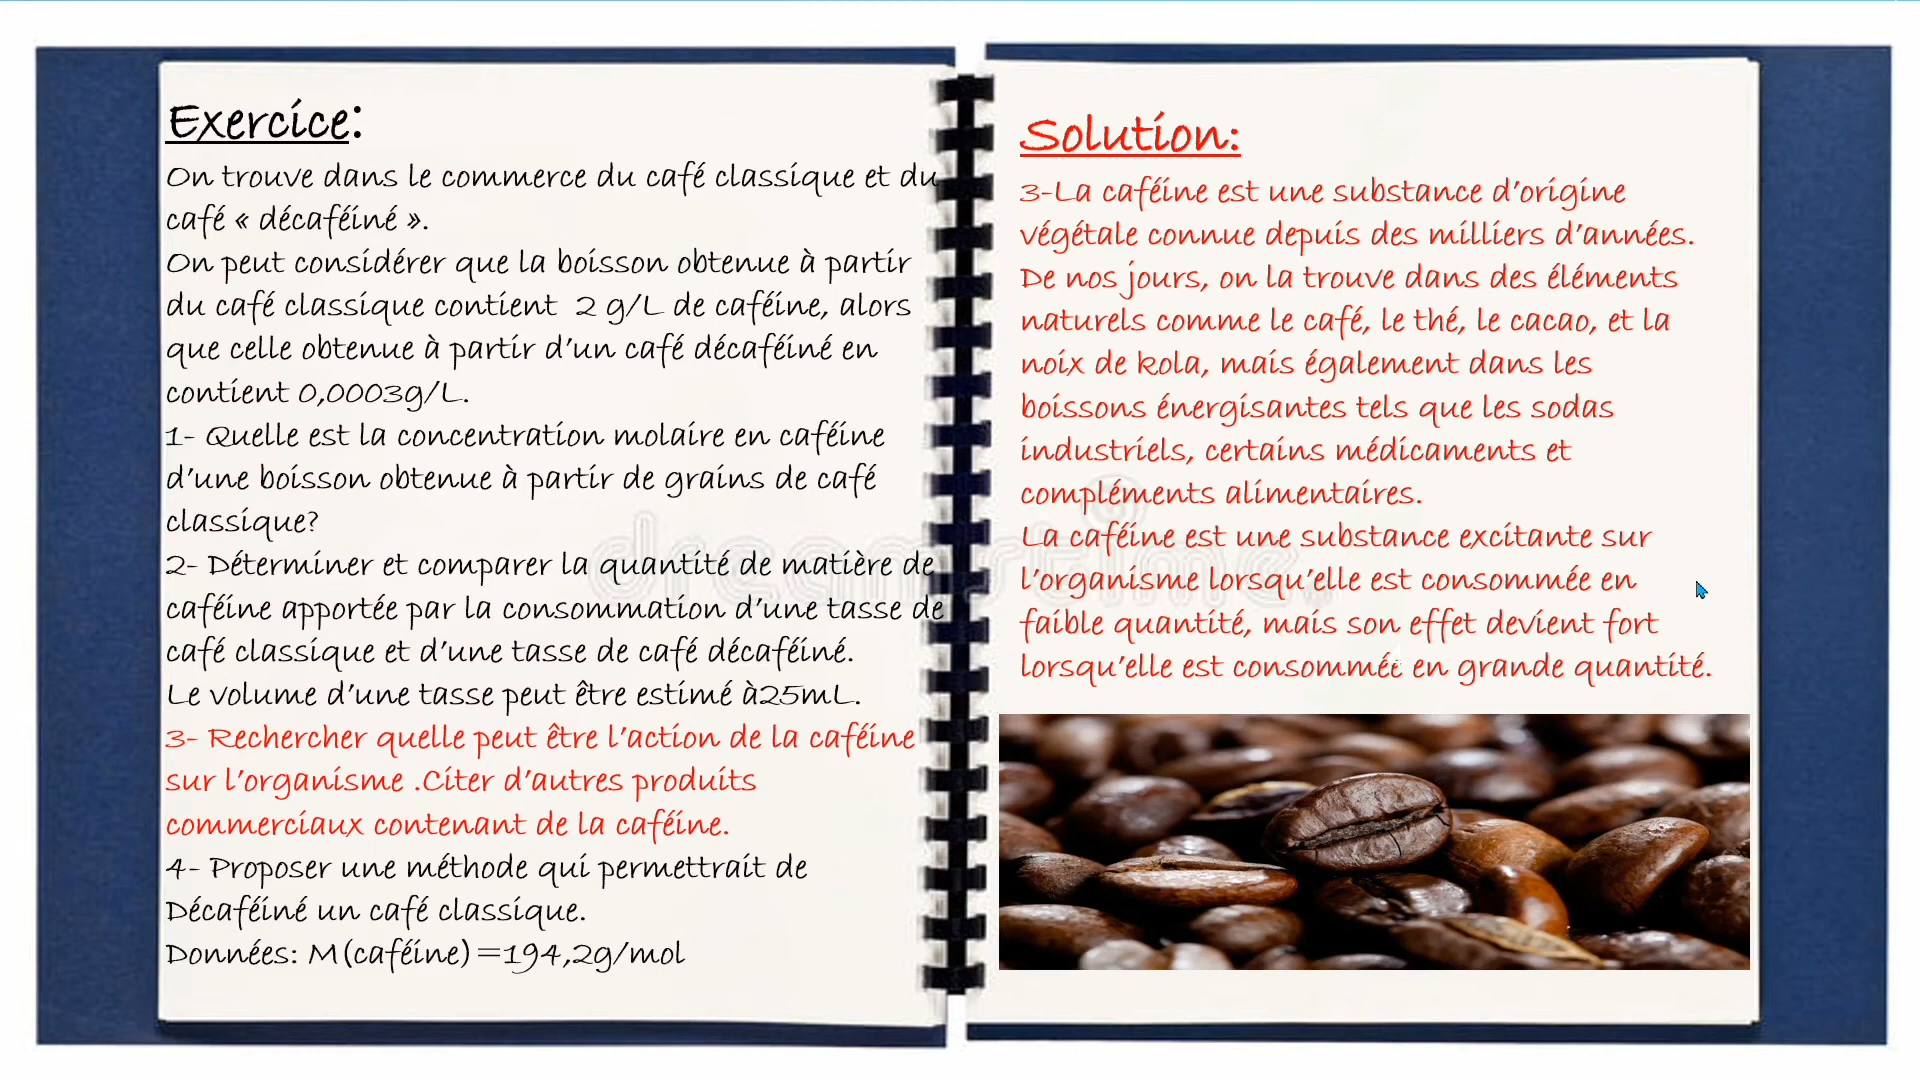 Exercice:
On trouve dans le commerce du café classique et du
café « décaféiné ».
On peut considérer que la boisson obtenue à partir
du café classique contient 2 g/L de caféine, alors
que celle obtenue à partir d'un café décaféiné en
contient 0,0003g/L.
1- Quelle est la concentration molaire en caféine
d'une boisson obtenue à partir de grains de café
classique?
2- Déterminer et comparer la quantité de matière de
caféine apportée par la consommation d'une tasse de
café classique et d'une tasse de café décaféiné.
Le volume d'une tasse peut être estimé à25mL.
3- Rechercher quelle peut être l'action de la caféine
sur l'organisme .Citer d'autres produits
commerciaux contenant de la caféine.
4- Proposer une méthode qui permettrait de
Décaféiné un café classique.
Données: M(caféine)=194,2g/mol
Solution:
3-La caféine est une substance d'origine
végétale connue depuis des milliers d'années.
De nos jours, on la trouve dans des éléments
naturels comme le café, le thé, le cacao, et la
noix de kola, mais également dans les
boissons énergisantes tels que les sodas
industriels, certains médicaments et
compléments alimentaires.
La caféine est une substance excitante sur
l'organisme lorsqu'elle est consommée en
faible quantité, mais son effet devient fort
lorsqu'elle est consommée en grande quantité.
dreamstime.